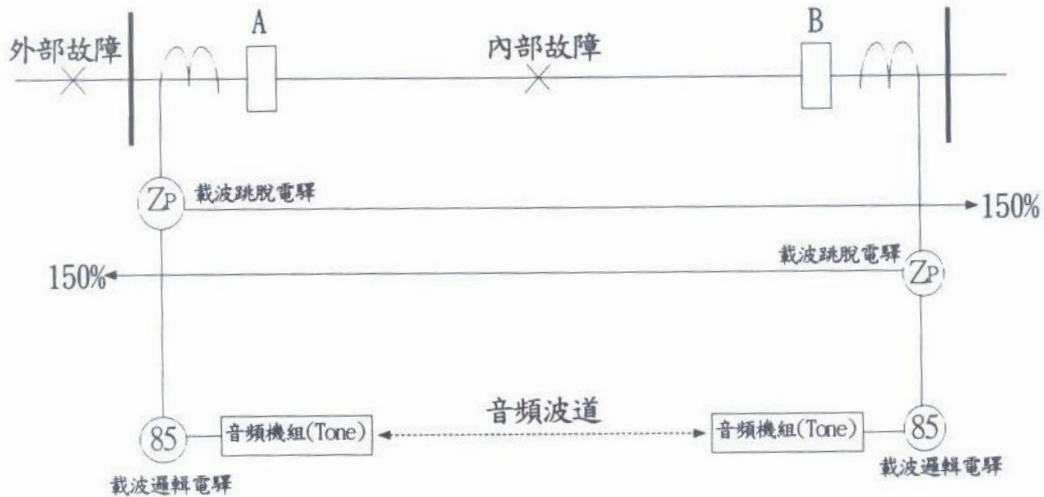 A
B
外部故障
內部故障
ZP
載波跳脫電驛
150%
載波跳脫電驛
150%
ZP
音頻波道
85
音頻機組(Tone)
音頻機組(Tone)
85
載波邏輯電驛
載波邏輯電驛